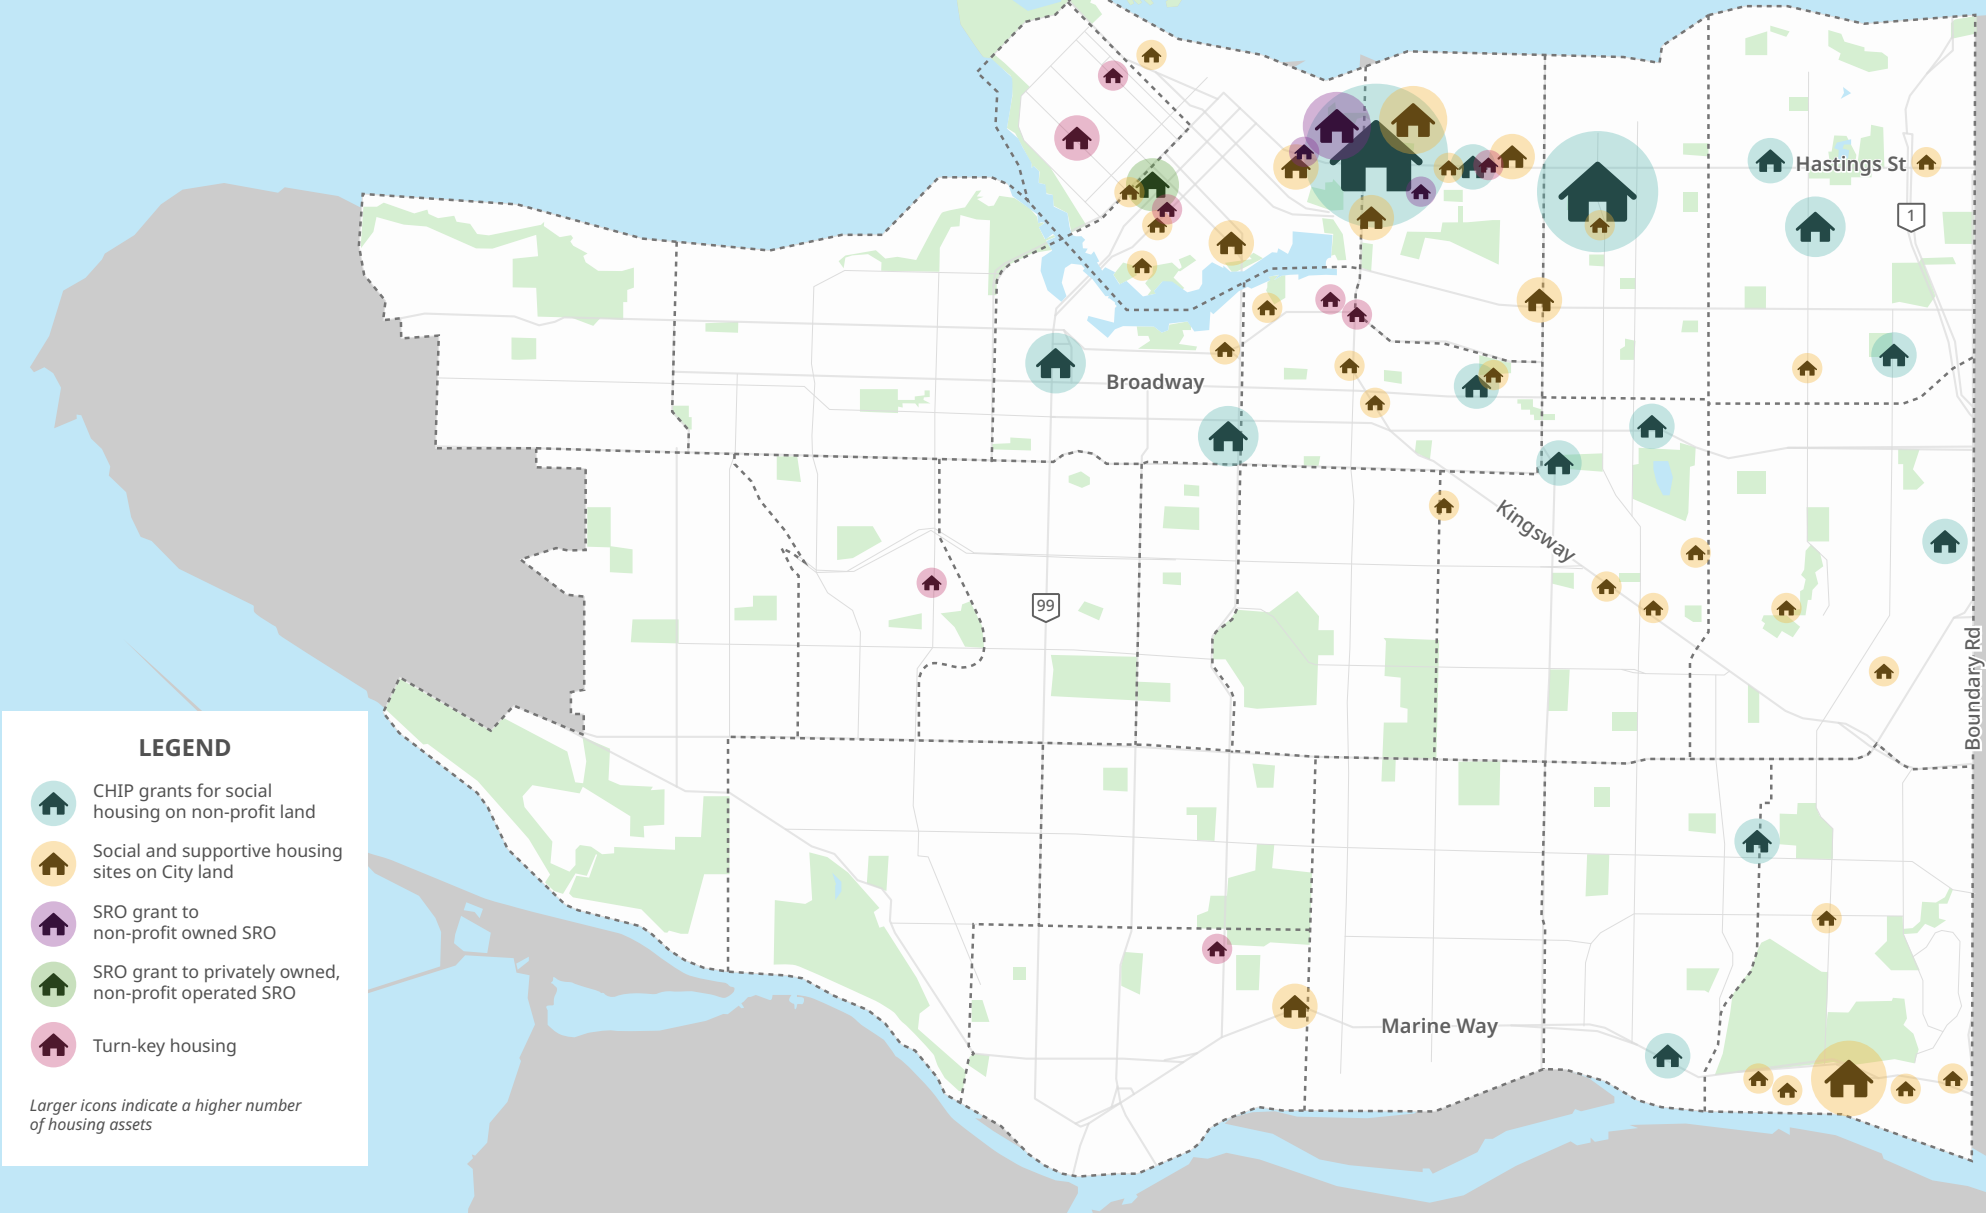 Hastings St
1
Broadway
Kingsway
99
Boundary Rd
Marine Way
LEGEND
CHIP grants for social
housing on non-profit land
Social and supportive housing
sites on City land
SRO grant to
non-profit owned SRO
SRO grant to privately owned,
non-profit operated SRO
Turn-key housing
Larger icons indicate a higher number
of housing assets